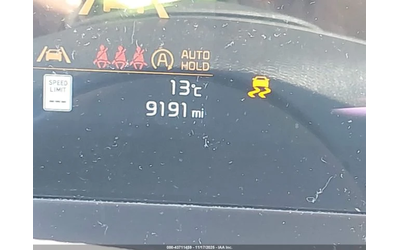 AUTO
HOLD
A
SPEED
LIMIT
---
13°C
9191 mi